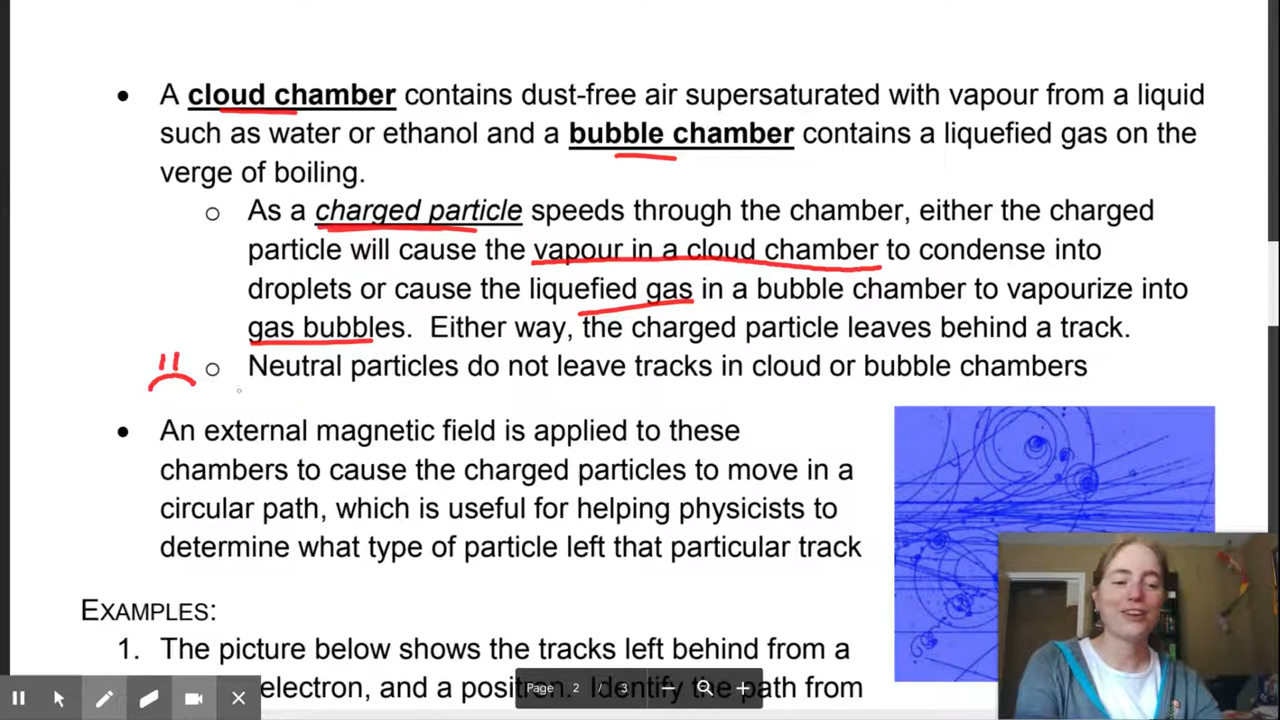 • A cloud chamber contains dust-free air supersaturated with vapour from a liquid
such as water or ethanol and a bubble chamber contains a liquefied gas on the
verge of boiling.
o As a charged particle speeds through the chamber, either the charged
particle will cause the vapour in a cloud chamber to condense into
droplets or cause the liquefied gas in a bubble chamber to vapourize into
gas bubbles. Either way, the charged particle leaves behind a track.
o Neutral particles do not leave tracks in cloud or bubble chambers
• An external magnetic field is applied to these
chambers to cause the charged particles to move in a
circular path, which is useful for helping physicists to
determine what type of particle left that particular track
EXAMPLES:
1. The picture below shows the tracks left behind from a
electron, and a positron. Identify the path from
Page 2 / 3